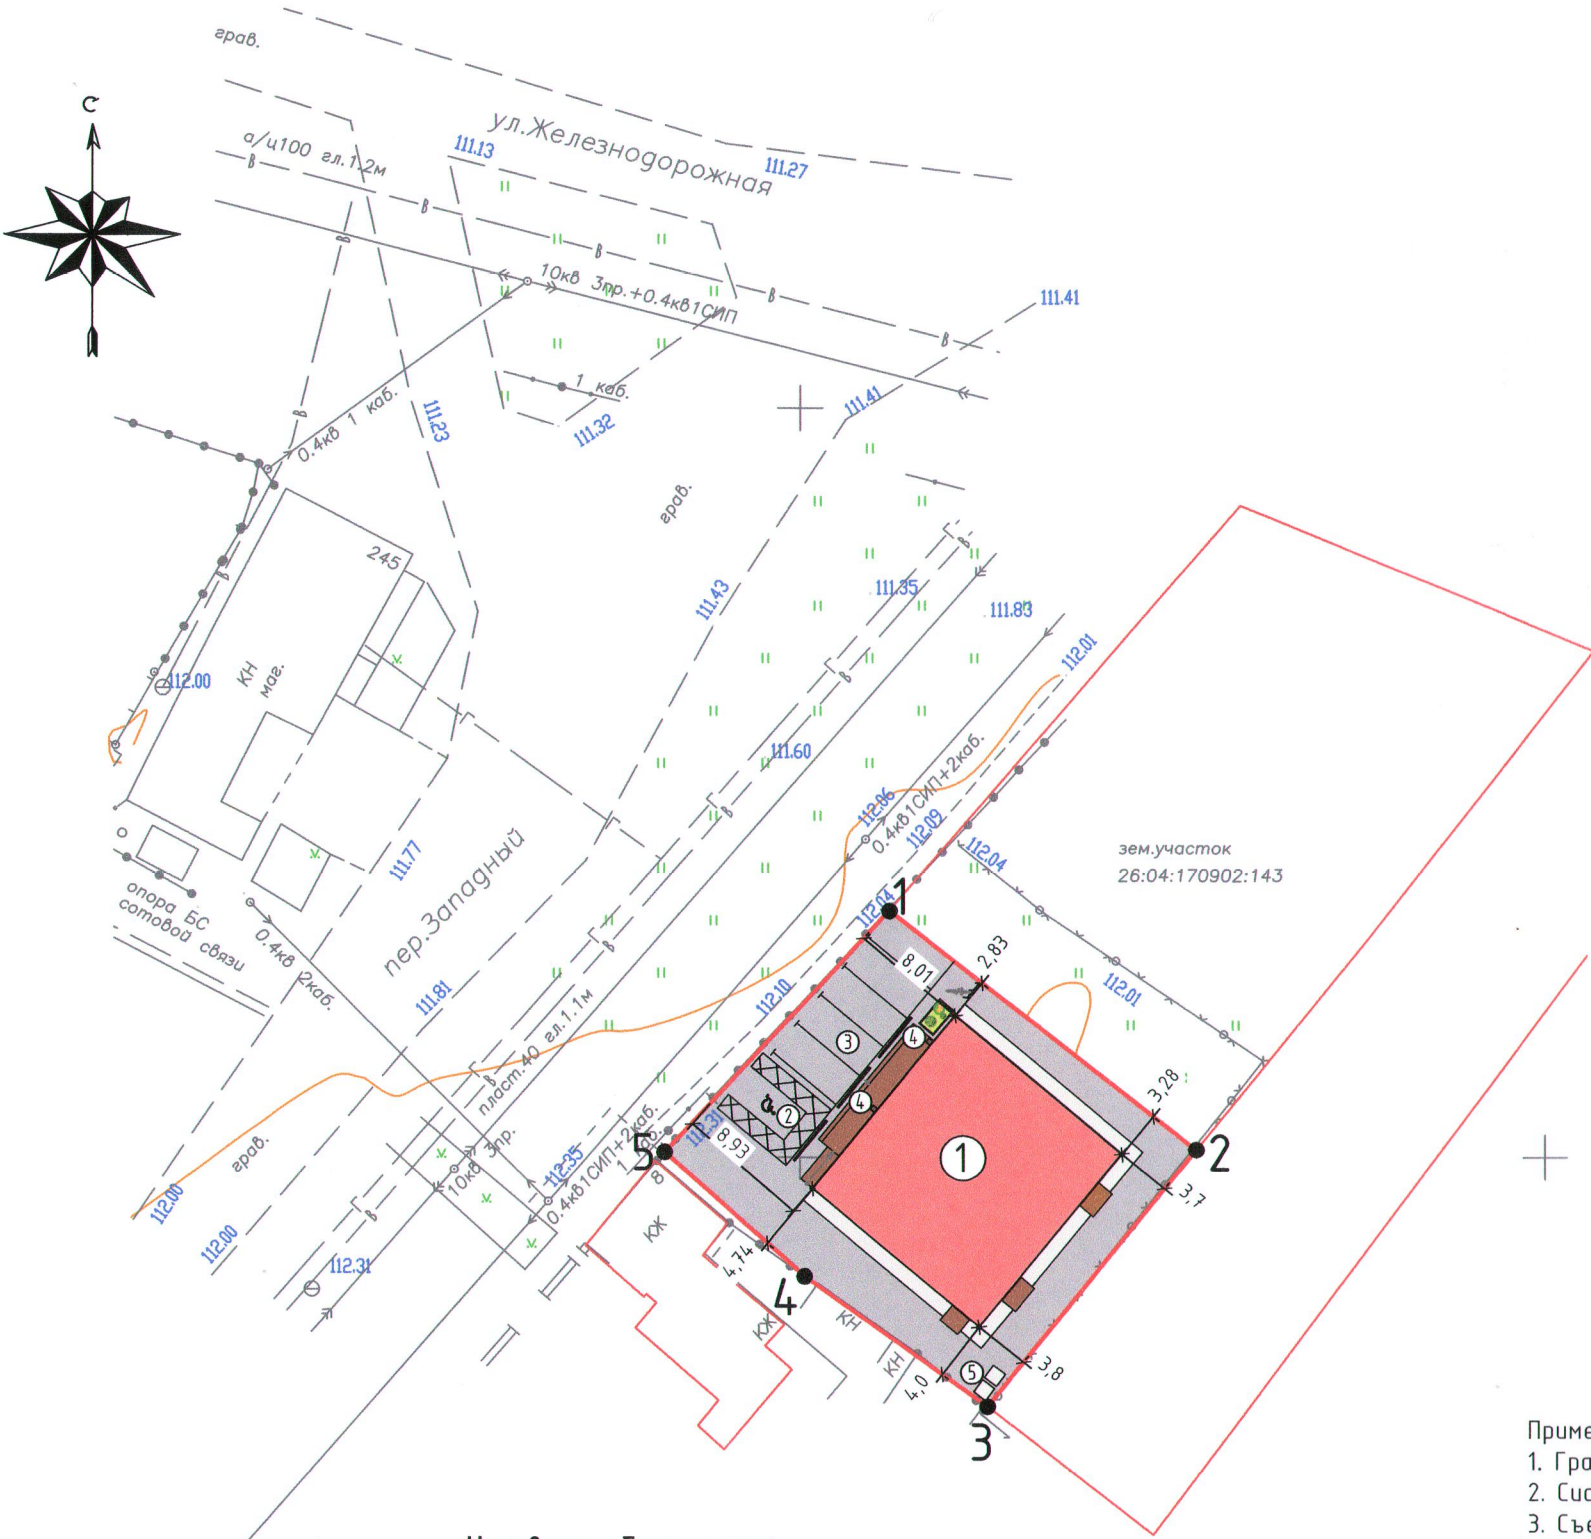 грав.
С
ул.Железнодорожная
а/ц100 гл.1.2м
111.13
111.27
В
В
В
В
В
В
10кв 3пр.+0.4кв1СИП
111.41
1 каб.
111.41
111.32
111.23
0.4кв 1 каб.
В
грав.
245
В
В
111.35
111.83
111.43
КН
маг.
112.00
112.01
В
111.60
112.06
0.4кв1СИП+2каб.
В
112.09
112.04
зем.участок
26:04:170902:143
111.77
пер.Западный
опора БС
сотовой связи
0.4кв 2каб.
1
112.04
В
8,01
2,83
112.01
112.10
111.81
пласт.40 гл.1.1м
В
3
4
4
2
3,28
грав.
10кв 3пр.
112.31
8,93
5
1
2
112.35
0.4кв1СИП+2каб.
8
3,7
112.00
112.00
В
112.31
КЖ
4,74
4
КЖ
КН
КН
4,0
5
3,8
3
Приме
1. Гра
2. Сис
3. Съе